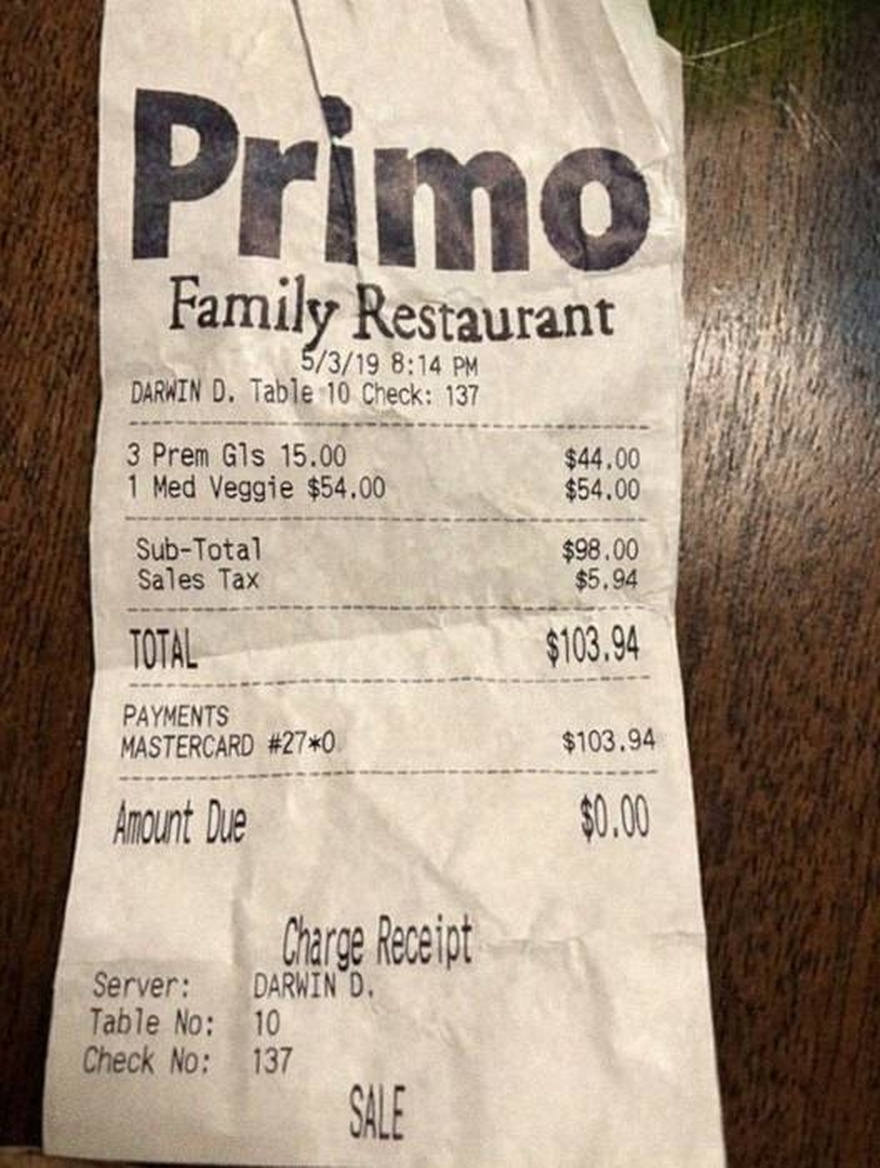 Primo
Family Restaurant
5/3/19 8:14 PM
DARWIN D. Table 10 Check: 137
3 Prem Gls 15.00 $44.00
1 Med Veggie $54.00 $54.00
Sub-Total $98.00
Sales Tax $5.94
TOTAL $103.94
PAYMENTS
MASTERCARD #27*0 $103.94
Amount Due $0.00
Charge Receipt
Server: DARWIN D.
Table No: 10
Check No: 137
SALE